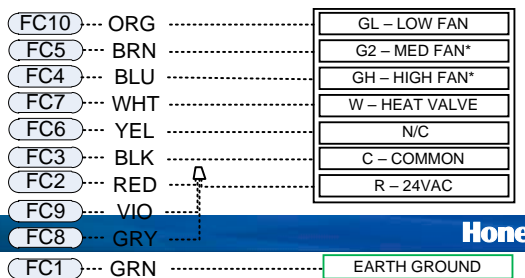 FC10 ORG GL – LOW FAN
FC5 BRN G2 – MED FAN*
FC4 BLU GH – HIGH FAN*
FC7 WHT W – HEAT VALVE
FC6 YEL N/C
FC3 BLK C – COMMON
FC2 RED R – 24VAC
FC9 VIO
FC8 GRY
Hone
FC1 GRN EARTH GROUND